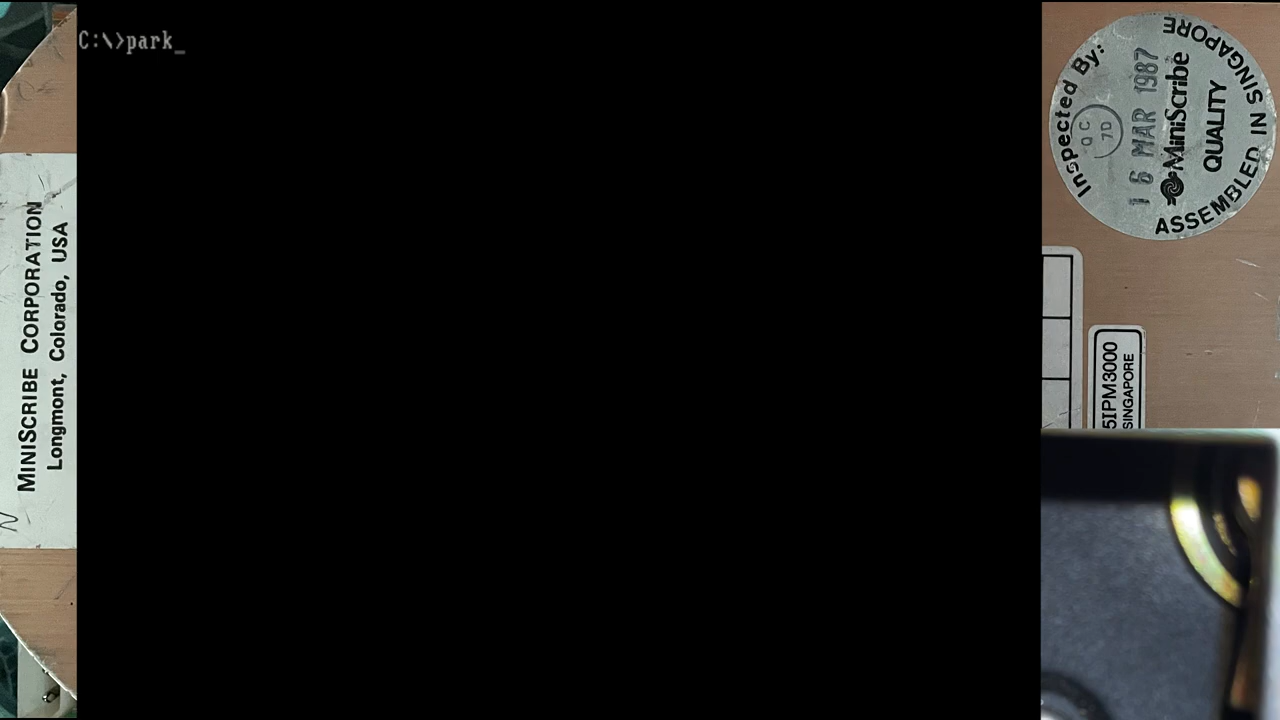 C:\>park_
MINISCRIBE CORPORATION
Longmont, Colorado, USA
Inspected By:
QC
7D
16 MAR 1987
MiniScribe
QUALITY
ASSEMBLED IN SINGAPORE
5IPM3000
SINGAPORE